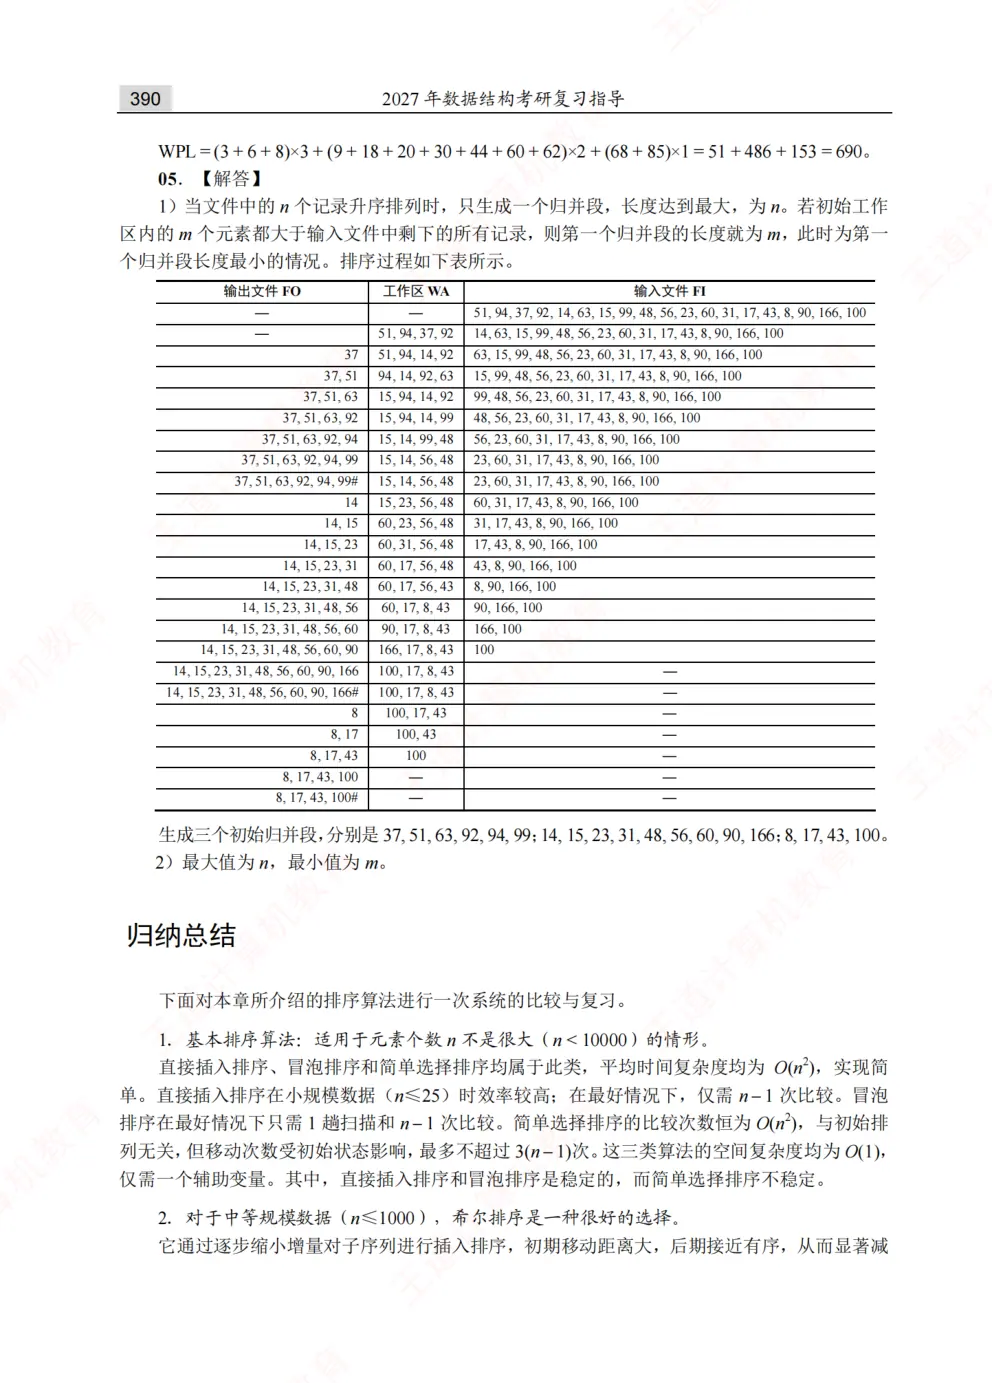 390
2027 年数据结构考研复习指导
WPL = (3 + 6 + 8)×3 + (9 + 18 + 20 + 30 + 44 + 60 + 62)×2 + (68 + 85)×1 = 51 + 486 + 153 = 690。
05. 【解答】
1）当文件中的 n 个记录升序排列时，只生成一个归并段，长度达到最大，为 n。若初始工作
区内的 m 个元素都大于输入文件中剩下的所有记录，则第一个归并段的长度就为 m，此时为第一
个归并段长度最小的情况。排序过程如下表所示。
输出文件 FO 工作区 WA 输入文件 FI
— — 51, 94, 37, 92, 14, 63, 15, 99, 48, 56, 23, 60, 31, 17, 43, 8, 90, 166, 100
— 51, 94, 37, 92 14, 63, 15, 99, 48, 56, 23, 60, 31, 17, 43, 8, 90, 166, 100
37 51, 94, 14, 92 63, 15, 99, 48, 56, 23, 60, 31, 17, 43, 8, 90, 166, 100
37, 51 94, 14, 92, 63 15, 99, 48, 56, 23, 60, 31, 17, 43, 8, 90, 166, 100
37, 51, 63 15, 94, 14, 92 99, 48, 56, 23, 60, 31, 17, 43, 8, 90, 166, 100
37, 51, 63, 92 15, 94, 14, 99 48, 56, 23, 60, 31, 17, 43, 8, 90, 166, 100
37, 51, 63, 92, 94 15, 14, 99, 48 56, 23, 60, 31, 17, 43, 8, 90, 166, 100
37, 51, 63, 92, 94, 99 15, 14, 56, 48 23, 60, 31, 17, 43, 8, 90, 166, 100
37, 51, 63, 92, 94, 99# 15, 14, 56, 48 23, 60, 31, 17, 43, 8, 90, 166, 100
14 15, 23, 56, 48 60, 31, 17, 43, 8, 90, 166, 100
14, 15 60, 23, 56, 48 31, 17, 43, 8, 90, 166, 100
14, 15, 23 60, 31, 56, 48 17, 43, 8, 90, 166, 100
14, 15, 23, 31 60, 17, 56, 48 43, 8, 90, 166, 100
14, 15, 23, 31, 48 60, 17, 56, 43 8, 90, 166, 100
14, 15, 23, 31, 48, 56 60, 17, 8, 43 90, 166, 100
14, 15, 23, 31, 48, 56, 60 90, 17, 8, 43 166, 100
14, 15, 23, 31, 48, 56, 60, 90 166, 17, 8, 43 100
14, 15, 23, 31, 48, 56, 60, 90, 166 100, 17, 8, 43 —
14, 15, 23, 31, 48, 56, 60, 90, 166# 100, 17, 8, 43 —
8 100, 17, 43 —
8, 17 100, 43 —
8, 17, 43 100 —
8, 17, 43, 100 — —
8, 17, 43, 100# — —
生成三个初始归并段，分别是 37, 51, 63, 92, 94, 99；14, 15, 23, 31, 48, 56, 60, 90, 166；8, 17, 43, 100。
2）最大值为 n，最小值为 m。
归纳总结
下面对本章所介绍的排序算法进行一次系统的比较与复习。
1. 基本排序算法：适用于元素个数 n 不是很大（n < 10000）的情形。
直接插入排序、冒泡排序和简单选择排序均属于此类，平均时间复杂度均为 O(n²)，实现简
单。直接插入排序在小规模数据（n≤25）时效率较高；在最好情况下，仅需 n – 1 次比较。冒泡
排序在最好情况下只需 1 趟扫描和 n – 1 次比较。简单选择排序的比较次数恒为 O(n²)，与初始排
列无关，但移动次数受初始状态影响，最多不超过 3(n – 1)次。这三类算法的空间复杂度均为 O(1)，
仅需一个辅助变量。其中，直接插入排序和冒泡排序是稳定的，而简单选择排序不稳定。
2. 对于中等规模数据（n≤1000），希尔排序是一种很好的选择。
它通过逐步缩小增量对子序列进行插入排序，初期移动距离大，后期接近有序，从而显著减